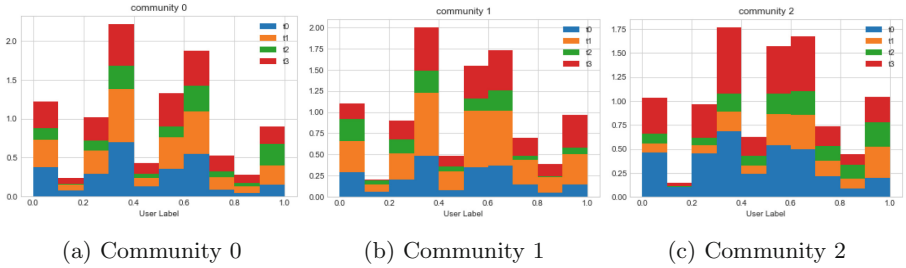 community 0
t0
t1
t2
t3
2.0
1.5
1.0
0.5
0.0
0.0 0.2 0.4 0.6 0.8 1.0
User Label
(a) Community 0
community 1
t0
t1
t2
t3
2.00
1.75
1.50
1.25
1.00
0.75
0.50
0.25
0.00
0.0 0.2 0.4 0.6 0.8 1.0
User Label
(b) Community 1
community 2
t0
t1
t2
t3
1.75
1.50
1.25
1.00
0.75
0.50
0.25
0.00
0.0 0.2 0.4 0.6 0.8 1.0
User Label
(c) Community 2